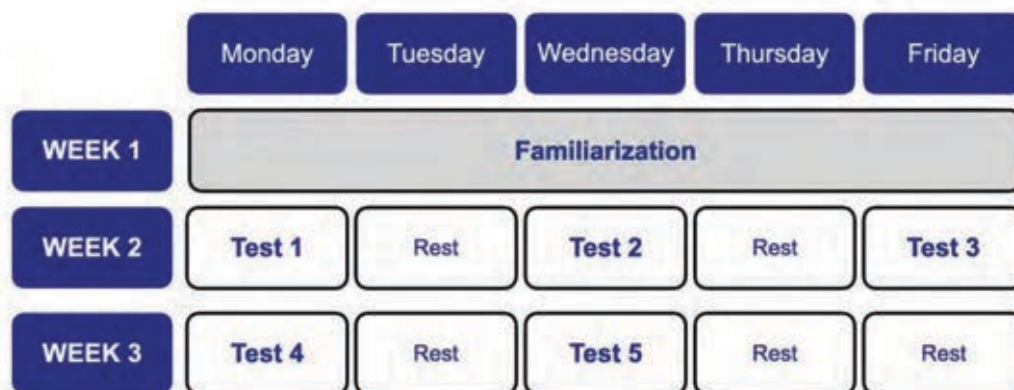 Monday Tuesday Wednesday Thursday Friday
WEEK 1 Familiarization
WEEK 2 Test 1 Rest Test 2 Rest Test 3
WEEK 3 Test 4 Rest Test 5 Rest Rest